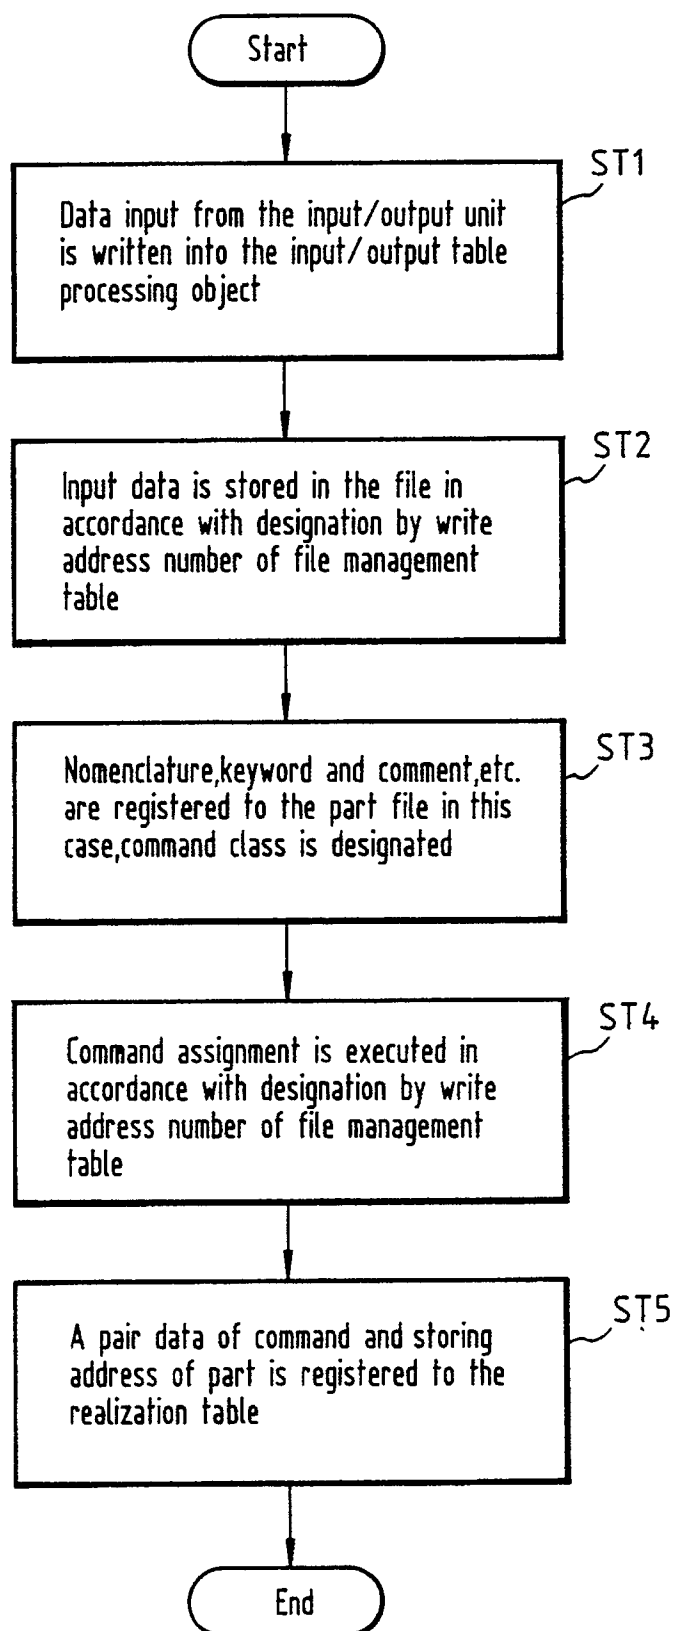 Start
ST1
Data input from the input/output unit
is written into the input/output table
processing object
ST2
Input data is stored in the file in
accordance with designation by write
address number of file management
table
ST3
Nomenclature,keyword and comment,etc.
are registered to the part file in this
case,command class is designated
ST4
Command assignment is executed in
accordance with designation by write
address number of file management
table
ST5
A pair data of command and storing
address of part is registered to the
realization table
End